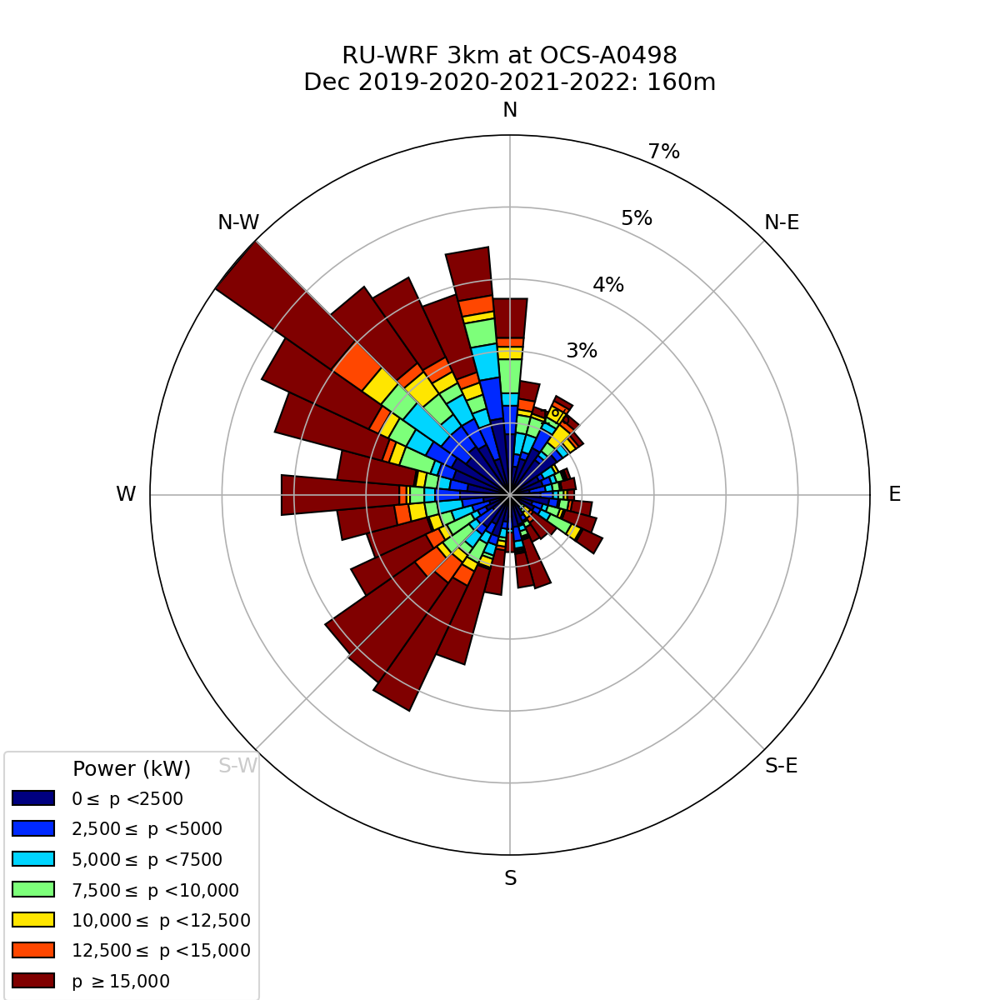 RU-WRF 3km at OCS-A0498
Dec 2019-2020-2021-2022: 160m
N
7%
5%
N-W
N-E
4%
3%
W
E
S-W
S-E
S
Power (kW)
0≤ p <2500
2,500≤ p <5000
5,000≤ p <7500
7,500≤ p <10,000
10,000≤ p <12,500
12,500≤ p <15,000
p ≥15,000